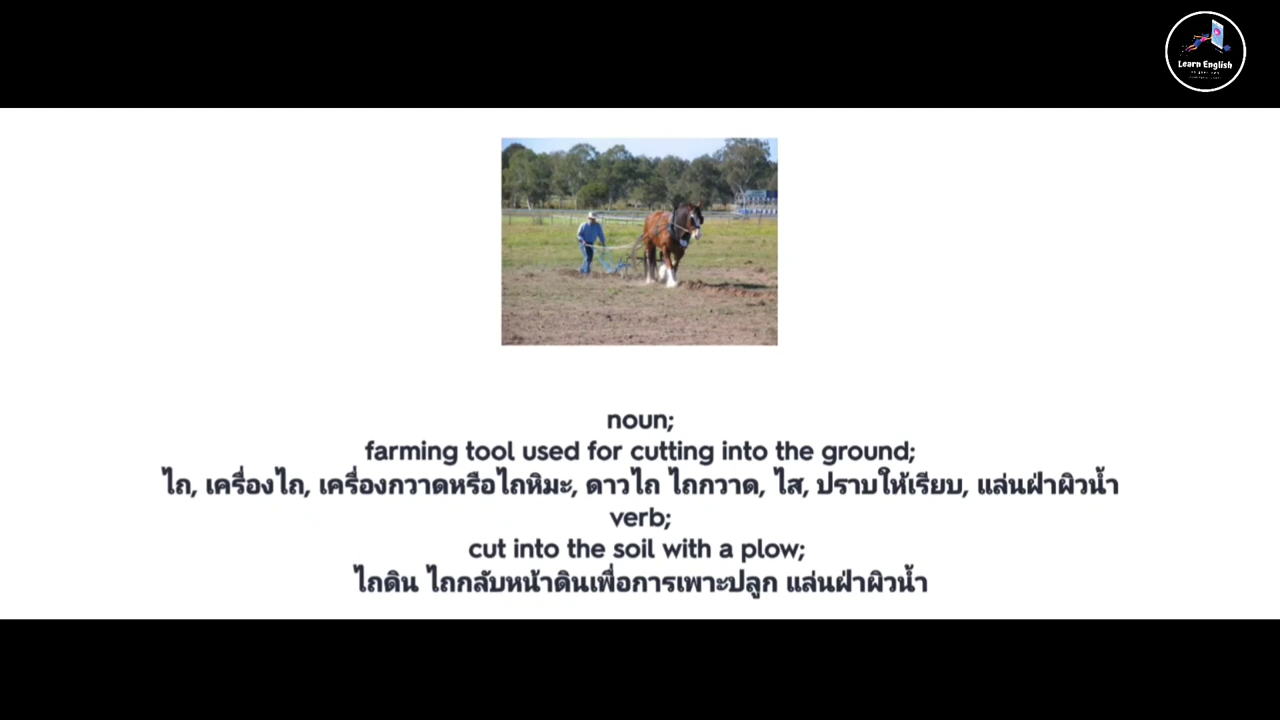 Learn English
noun;
farming tool used for cutting into the ground;
ไถ, เครื่องไถ, เครื่องกวาดหรือไถหิมะ, ดาวไถ ไถกวาด, ไส, ปราบให้เรียบ, แล่นฝ่าผิวน้ำ
verb;
cut into the soil with a plow;
ไถดิน ไถกลับหน้าดินเพื่อการเพาะปลูก แล่นฝ่าผิวน้ำ